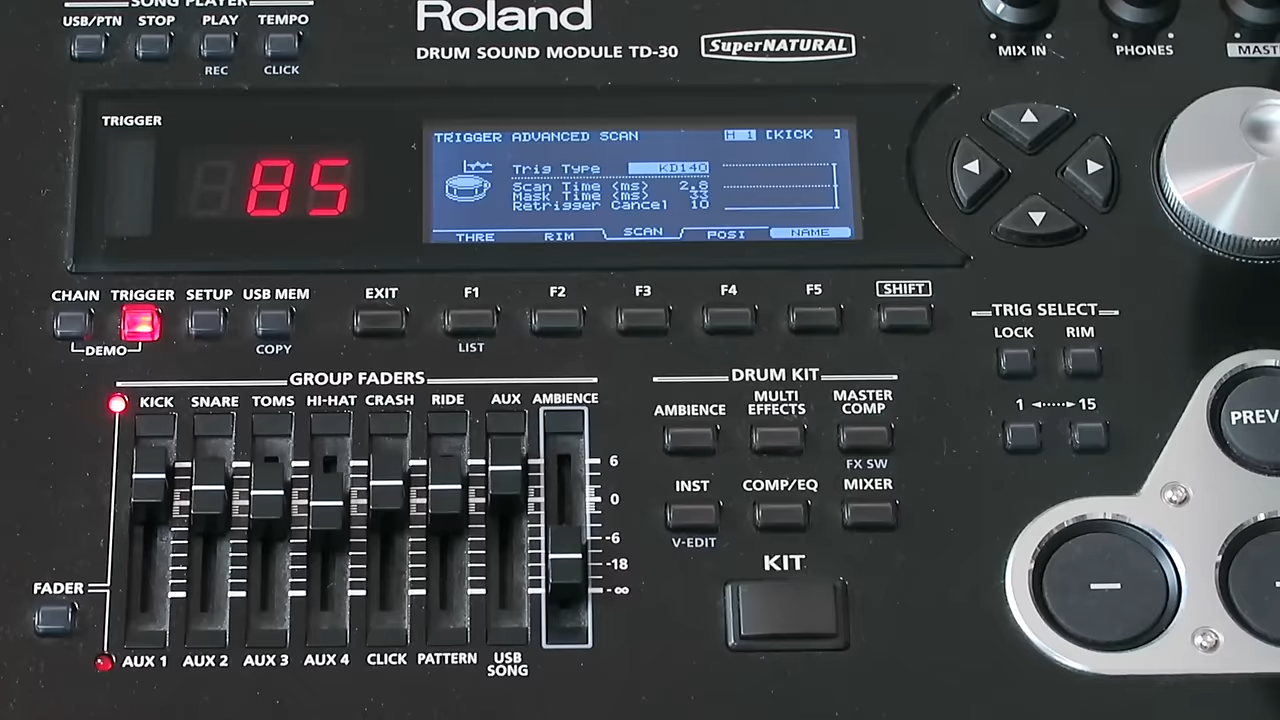 SONG PLAYER
USB/PTN STOP PLAY TEMPO
REC CLICK
Roland
DRUM SOUND MODULE TD-30
SuperNATURAL
MIX IN
PHONES
MAST
TRIGGER
85
TRIGGER ADVANCED SCAN H 1 [KICK ]
Trig Type KD140
Scan Time (ms) 2.8
Mask Time (ms) 33
Retrigger Cancel 10
THRE RIM SCAN POSI NAME
CHAIN TRIGGER SETUP USB MEM
DEMO
COPY
EXIT F1 F2 F3 F4 F5 SHIFT
LIST
TRIG SELECT
LOCK RIM
1 15
GROUP FADERS
KICK SNARE TOMS HI-HAT CRASH RIDE AUX AMBIENCE
6
0
-6
-18
-∞
FADER
AUX 1 AUX 2 AUX 3 AUX 4 CLICK PATTERN USB
SONG
DRUM KIT
AMBIENCE
MULTI
EFFECTS
MASTER
COMP
FX SW
INST COMP/EQ MIXER
V-EDIT
KIT
PREV
−